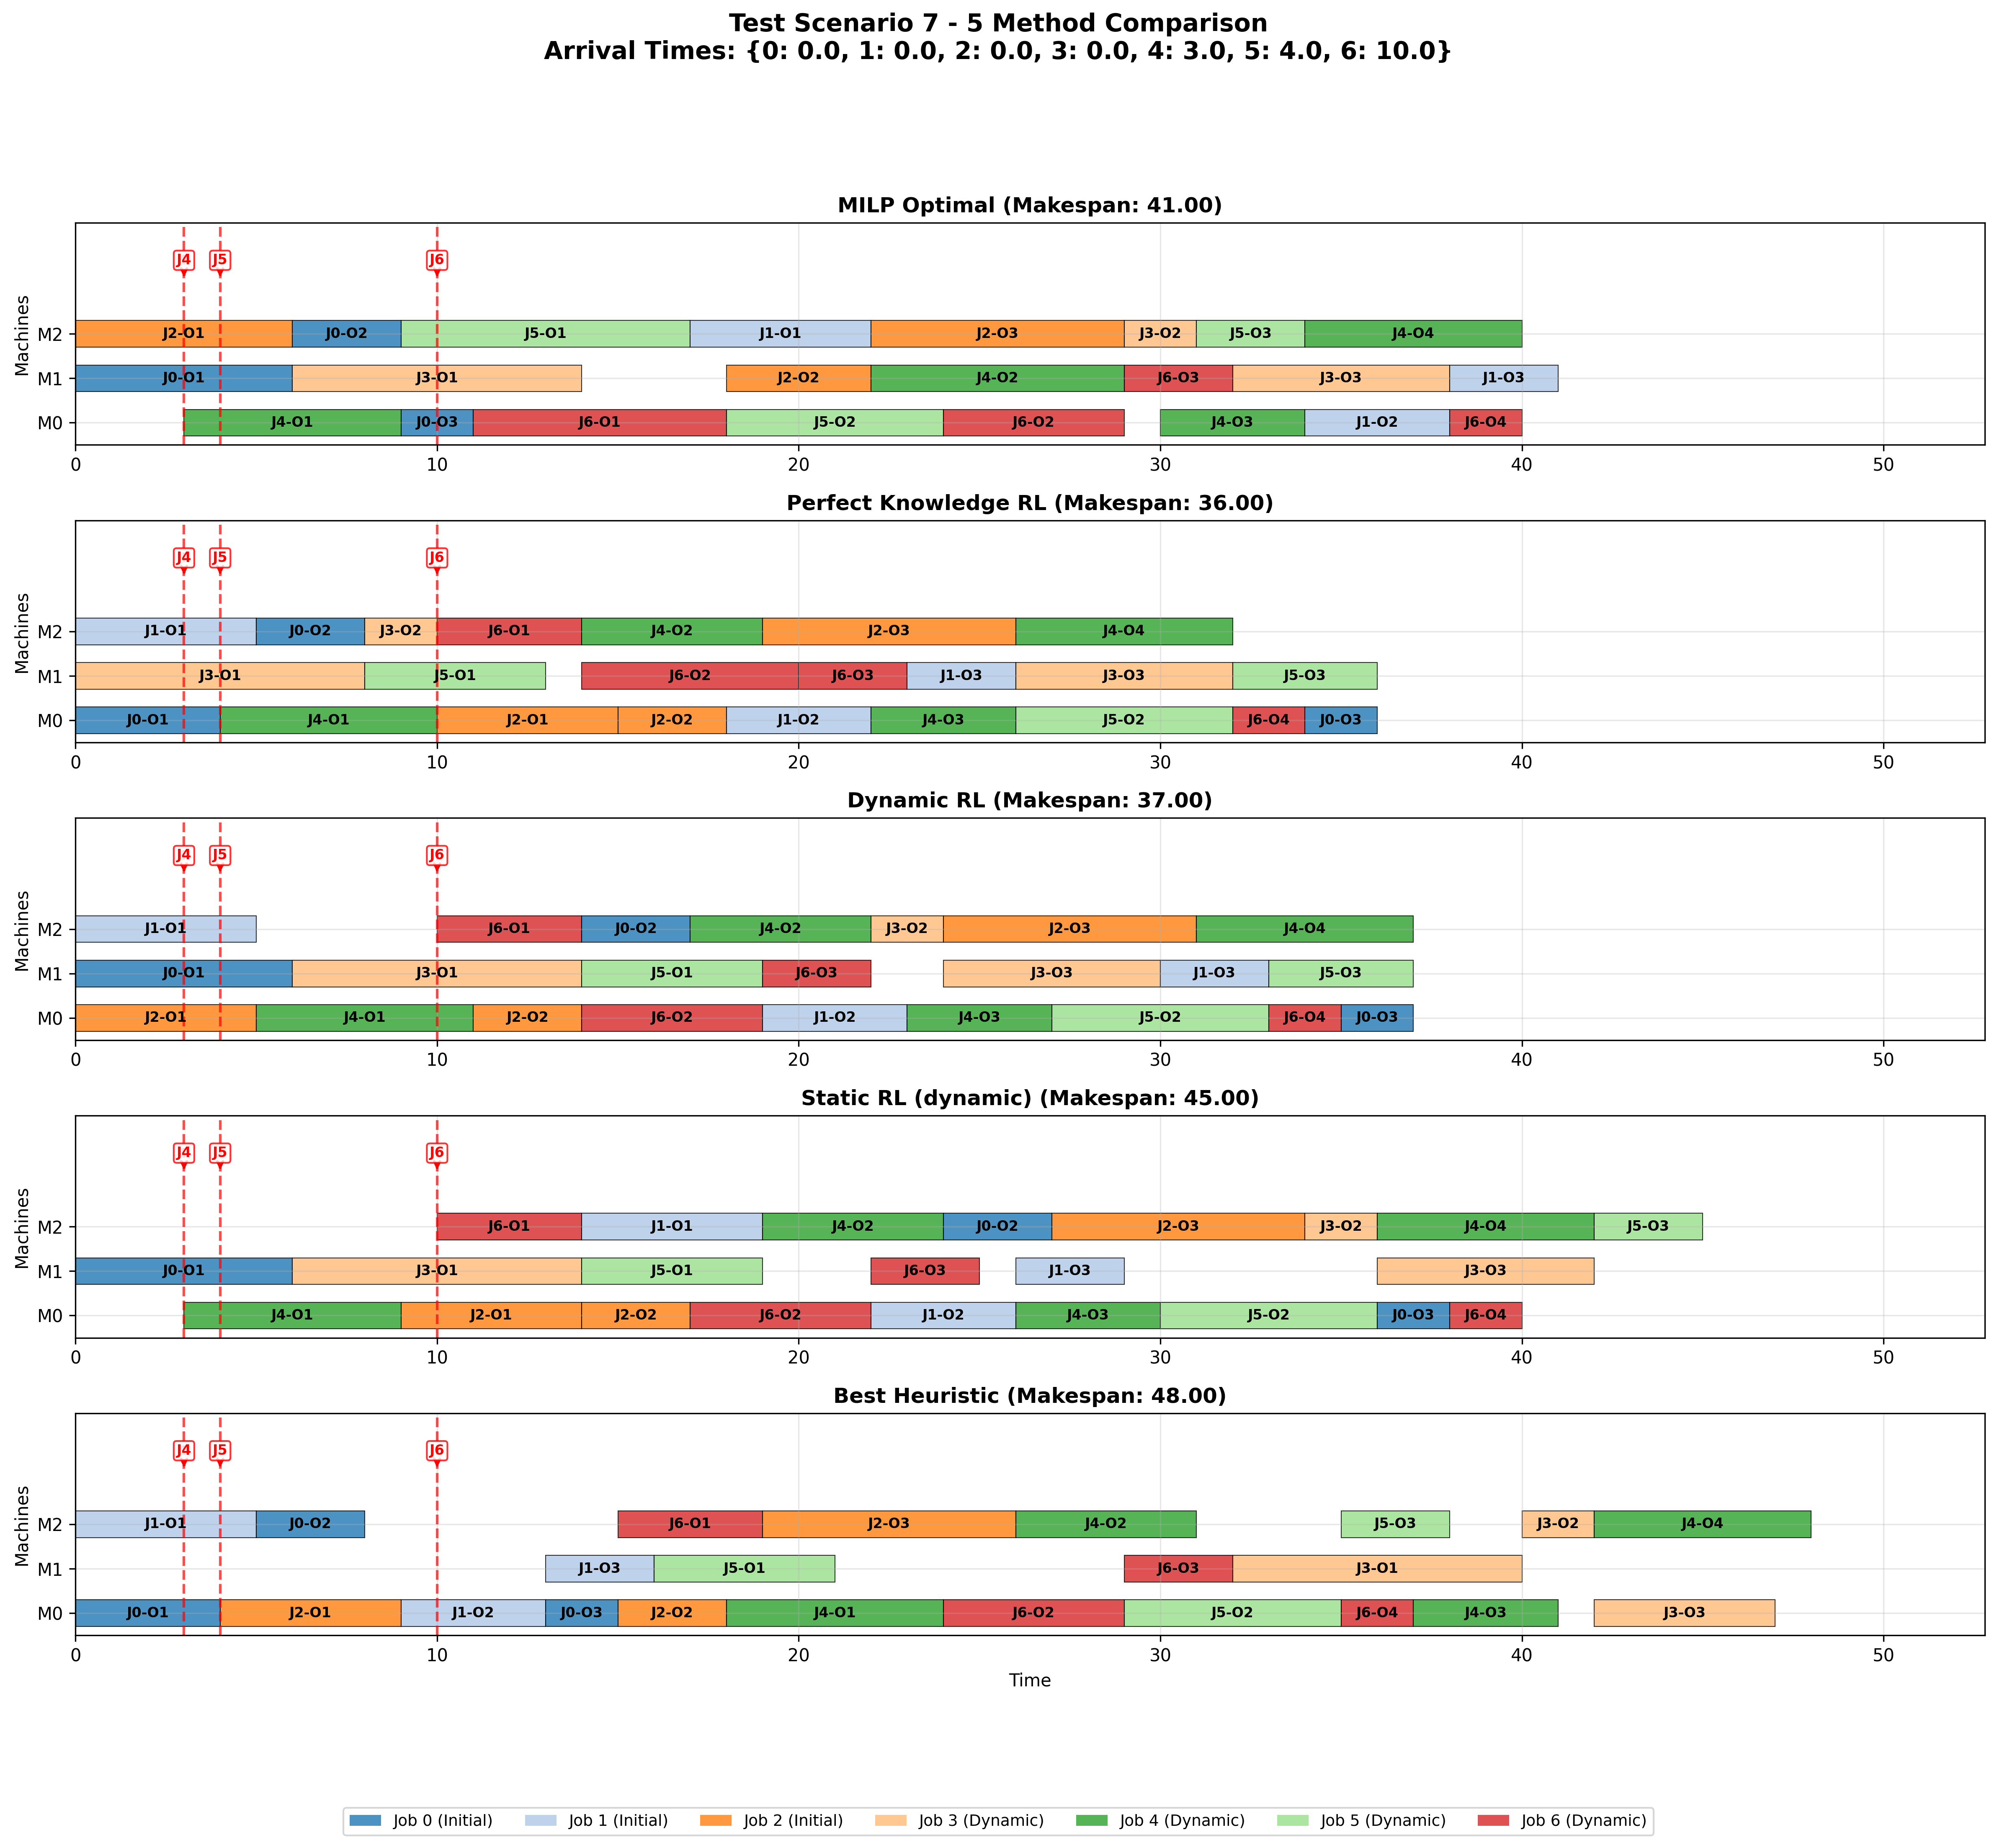 Test Scenario 7 - 5 Method Comparison
Arrival Times: {0: 0.0, 1: 0.0, 2: 0.0, 3: 0.0, 4: 3.0, 5: 4.0, 6: 10.0}
MILP Optimal (Makespan: 41.00)
J4 J5 J6
Machines
M2 J2-O1 J0-O2 J5-O1 J1-O1 J2-O3 J3-O2 J5-O3 J4-O4
M1 J0-O1 J3-O1 J2-O2 J4-O2 J6-O3 J3-O3 J1-O3
M0 J4-O1 J0-O3 J6-O1 J5-O2 J6-O2 J4-O3 J1-O2 J6-O4
0 10 20 30 40 50
Perfect Knowledge RL (Makespan: 36.00)
J4 J5 J6
Machines
M2 J1-O1 J0-O2 J3-O2 J6-O1 J4-O2 J2-O3 J4-O4
M1 J3-O1 J5-O1 J6-O2 J6-O3 J1-O3 J3-O3 J5-O3
M0 J0-O1 J4-O1 J2-O1 J2-O2 J1-O2 J4-O3 J5-O2 J6-O4 J0-O3
0 10 20 30 40 50
Dynamic RL (Makespan: 37.00)
J4 J5 J6
Machines
M2 J1-O1 J6-O1 J0-O2 J4-O2 J3-O2 J2-O3 J4-O4
M1 J0-O1 J3-O1 J5-O1 J6-O3 J3-O3 J1-O3 J5-O3
M0 J2-O1 J4-O1 J2-O2 J6-O2 J1-O2 J4-O3 J5-O2 J6-O4 J0-O3
0 10 20 30 40 50
Static RL (dynamic) (Makespan: 45.00)
J4 J5 J6
Machines
M2 J6-O1 J1-O1 J4-O2 J0-O2 J2-O3 J3-O2 J4-O4 J5-O3
M1 J0-O1 J3-O1 J5-O1 J6-O3 J1-O3 J3-O3
M0 J4-O1 J2-O1 J2-O2 J6-O2 J1-O2 J4-O3 J5-O2 J0-O3 J6-O4
0 10 20 30 40 50
Best Heuristic (Makespan: 48.00)
J4 J5 J6
Machines
M2 J1-O1 J0-O2 J6-O1 J2-O3 J4-O2 J5-O3 J3-O2 J4-O4
M1 J1-O3 J5-O1 J6-O3 J3-O1
M0 J0-O1 J2-O1 J1-O2 J0-O3 J2-O2 J4-O1 J6-O2 J5-O2 J6-O4 J4-O3 J3-O3
0 10 20 30 40 50
Time
Job 0 (Initial) Job 1 (Initial) Job 2 (Initial) Job 3 (Dynamic) Job 4 (Dynamic) Job 5 (Dynamic) Job 6 (Dynamic)